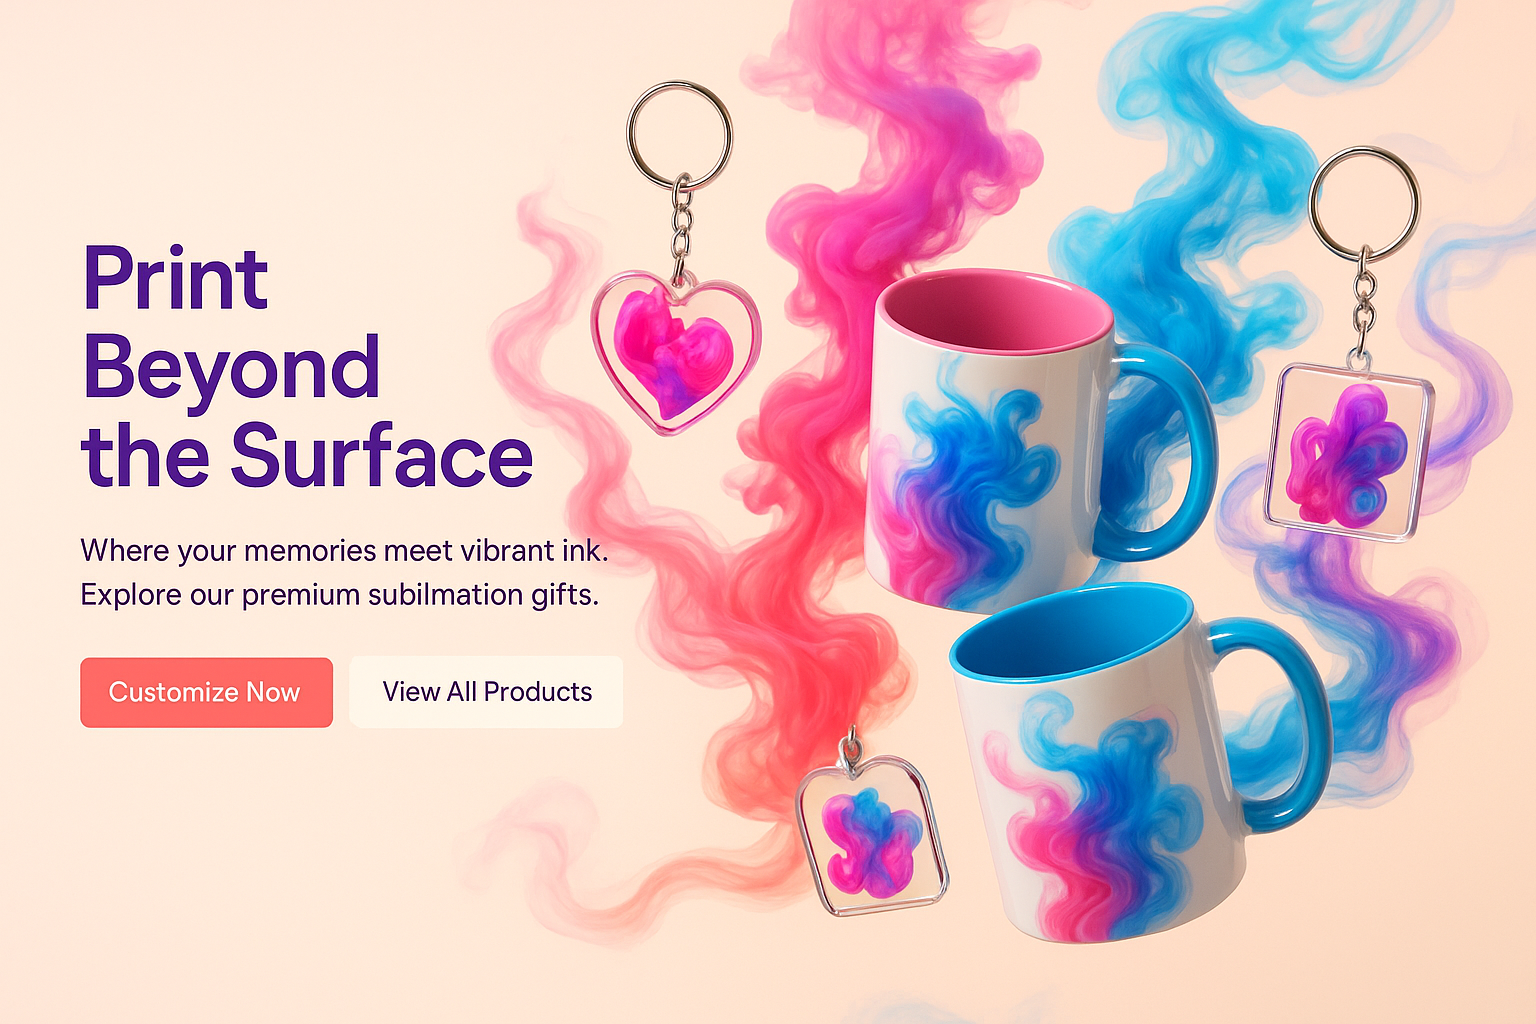 Print
Beyond
the Surface
Where your memories meet vibrant ink.
Explore our premium subilmation gifts.
Customize Now
View All Products